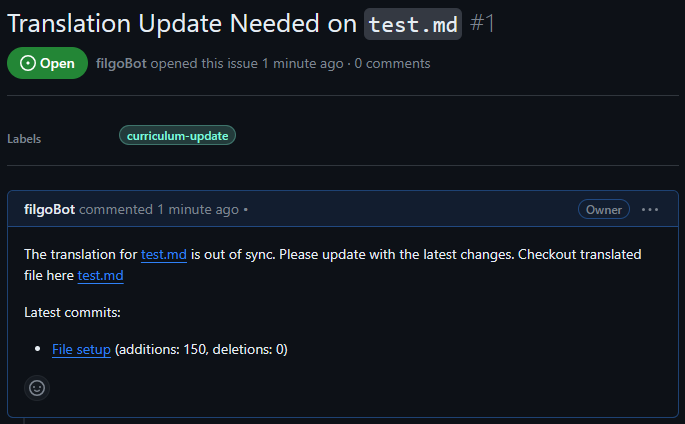 Translation Update Needed on test.md #1
Open filgoBot opened this issue 1 minute ago · 0 comments
Labels curriculum-update
filgoBot commented 1 minute ago • Owner ...
The translation for test.md is out of sync. Please update with the latest changes. Checkout translated
file here test.md
Latest commits:
• File setup (additions: 150, deletions: 0)